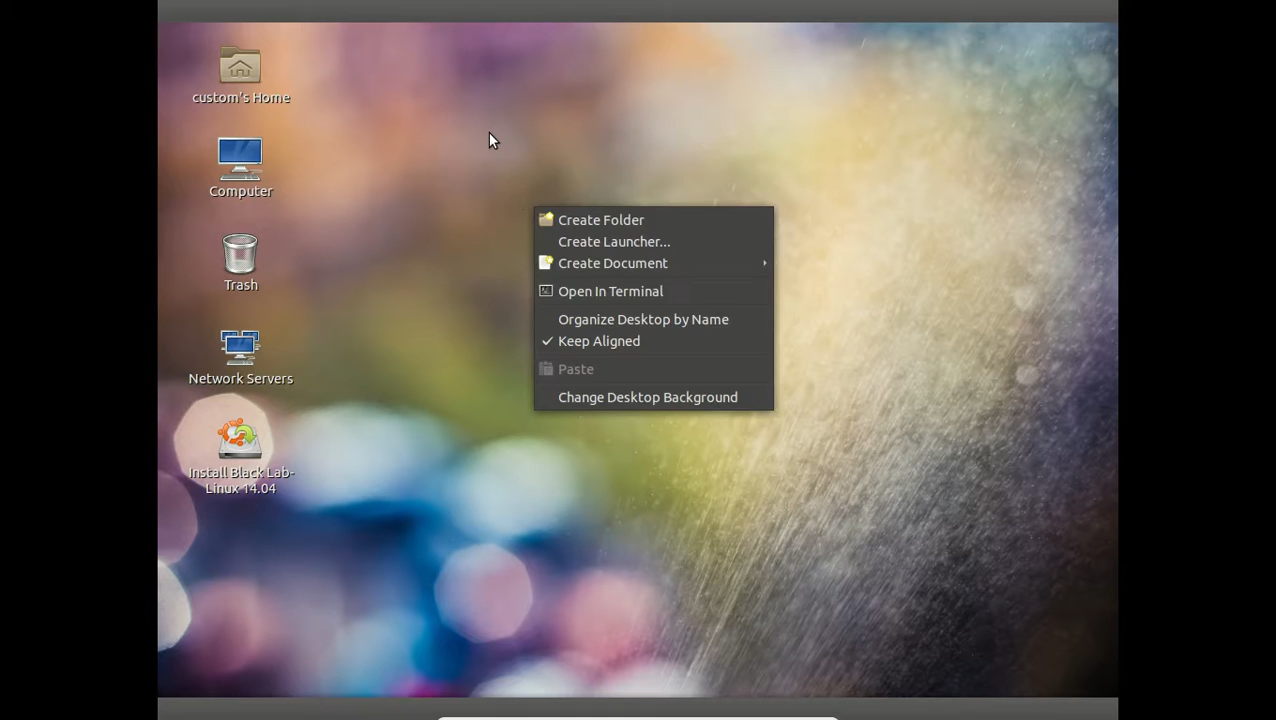 custom's Home
Computer
Trash
Network Servers
Install Black Lab-
Linux 14.04
Create Folder
Create Launcher...
Create Document
Open In Terminal
Organize Desktop by Name
Keep Aligned
Paste
Change Desktop Background